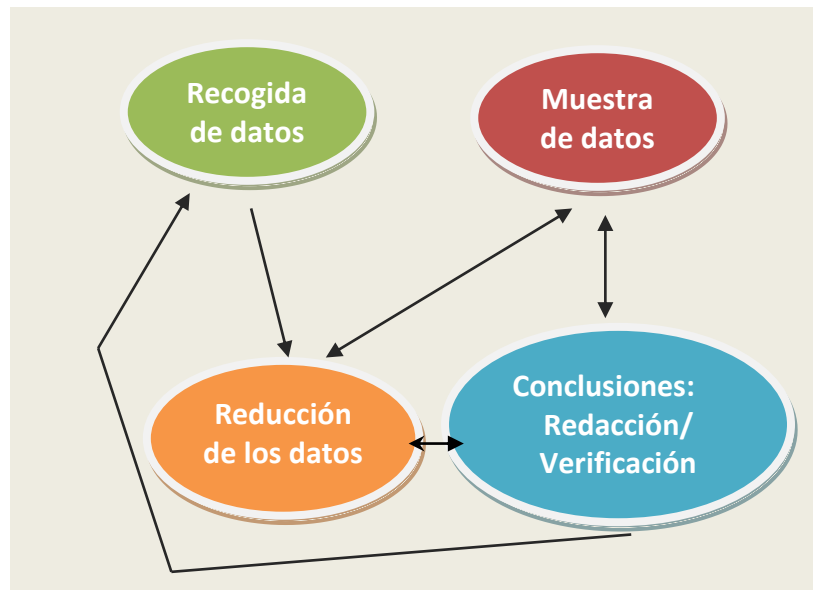 Recogida
de datos
Muestra
de datos
Reducción
de los datos
Conclusiones:
Redacción/
Verificación